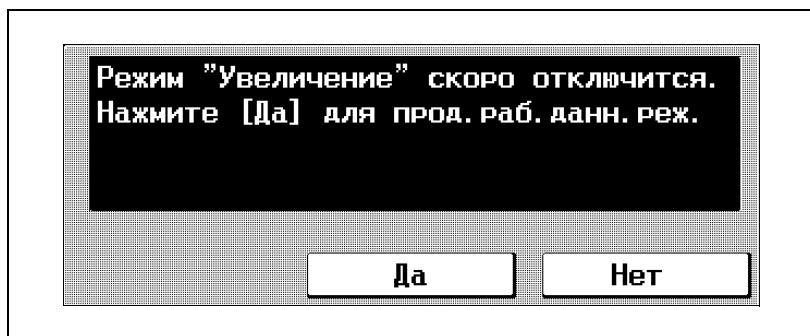 Режим ”Увеличение” скоро отключится.
Нажмите [Да] для прод.раб.данн.реж.
Да
Нет